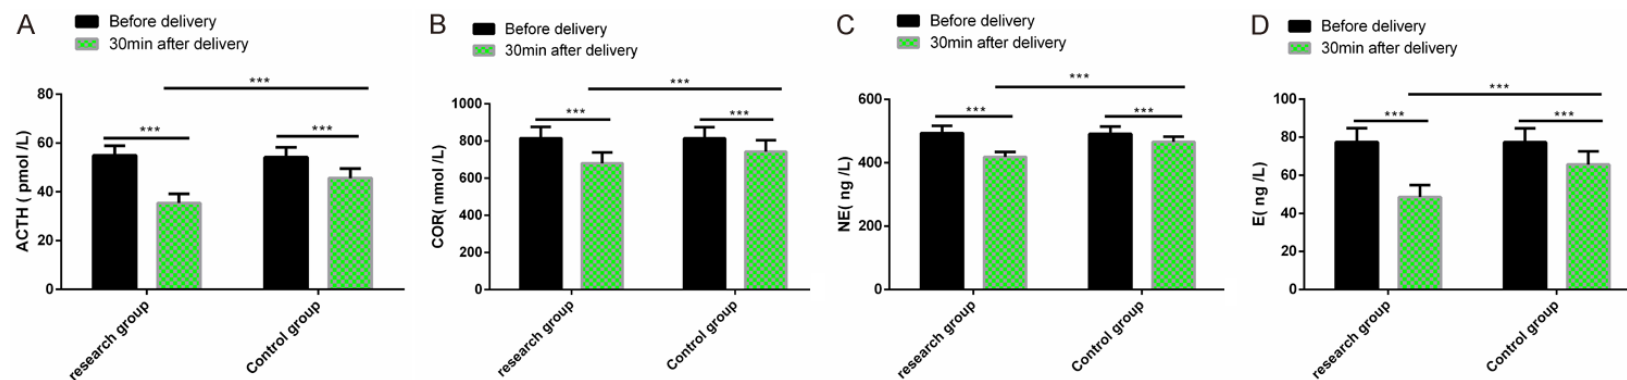 A
Before delivery
30min after delivery
***
***
***
80
60
40
20
0
ACTH ( pmol /L)
research group
Control group
B
Before delivery
30min after delivery
***
***
***
1000
800
600
400
200
0
COR( nmol /L)
research group
Control group
C
Before delivery
30min after delivery
***
***
***
600
400
200
0
NE( ng /L)
research group
Control group
D
Before delivery
30min after delivery
***
***
***
100
80
60
40
20
0
E( ng /L)
research group
Control group